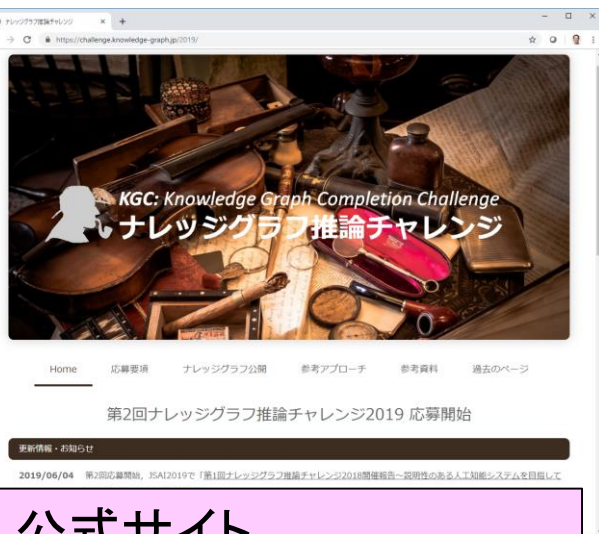 ナレッジグラフ推論チャレンジ
https://challenge.knowledge-graph.jp/2019/
KGC: Knowledge Graph Completion Challenge
ナレッジグラフ推論チャレンジ
Home 応募要項 ナレッジグラフ公開 参考アプローチ 参考資料 過去のページ
第2回ナレッジグラフ推論チャレンジ2019 応募開始
更新情報・お知らせ
2019/06/04 第2回応募開始，JSAI2019で「第1回ナレッジグラフ推論チャレンジ2018開催報告～説明性のある人工知能システムを目指して
公式サイト